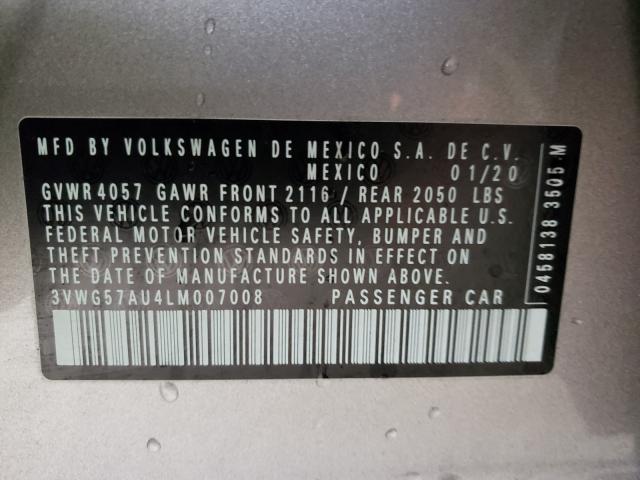 MFD BY VOLKSWAGEN DE MEXICO S.A. DE C.V.
MEXICO 01/20
GVWR 4057 GAWR FRONT 2116 / REAR 2050 LBS
THIS VEHICLE CONFORMS TO ALL APPLICABLE U.S.
FEDERAL MOTOR VEHICLE SAFETY, BUMPER AND
THEFT PREVENTION STANDARDS IN EFFECT ON
THE DATE OF MANUFACTURE SHOWN ABOVE.
3VWG57AU4LM007008 PASSENGER CAR
0458138 3505 M